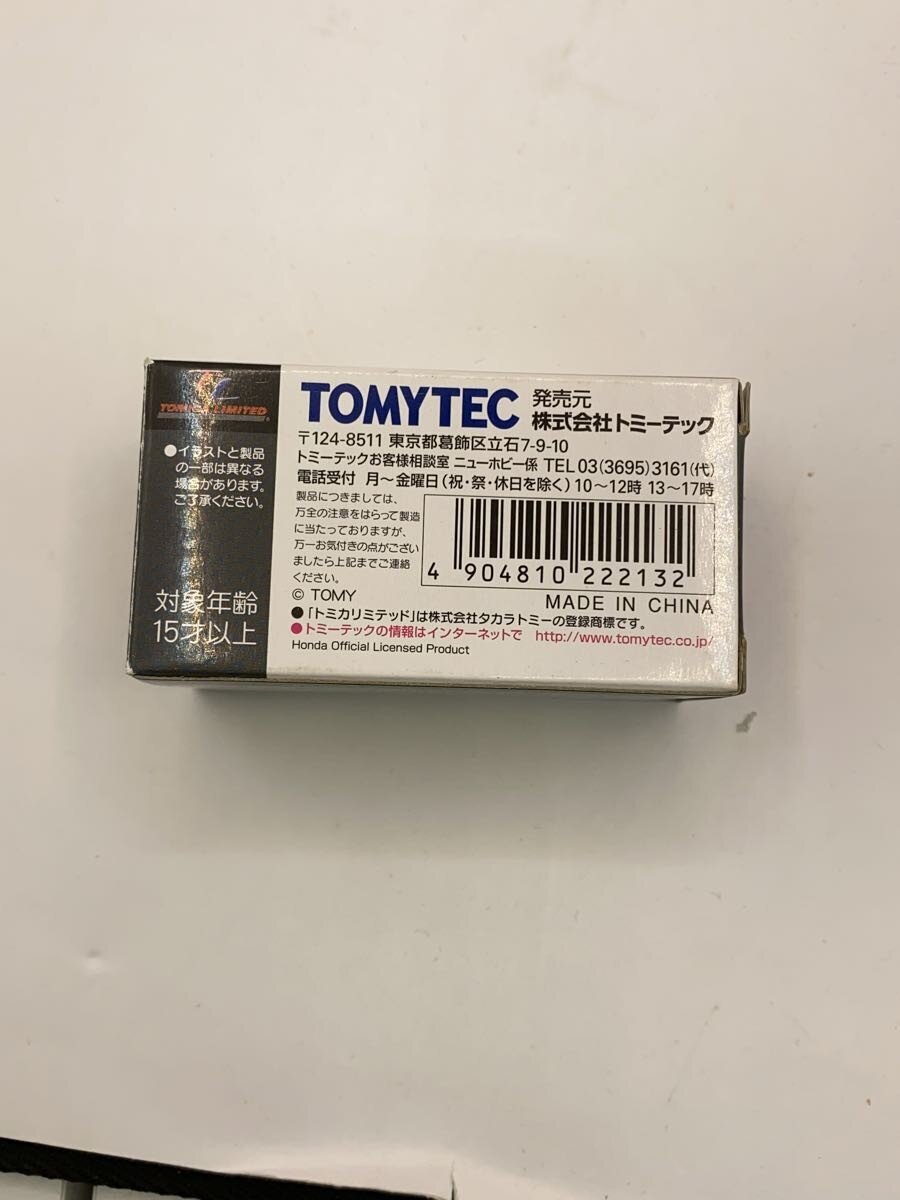 TOMICA LIMITED
●イラストと製品
の一部は異なる
場合があります。
ご了承ください。
対象年齢
15才以上
TOMYTEC 発売元
株式会社トミーテック
〒124-8511 東京都葛飾区立石7-9-10
トミーテックお客様相談室 ニューホビー係 TEL 03(3695)3161(代)
電話受付 月〜金曜日(祝・祭・休日を除く)10〜12時 13〜17時
製品につきましては、
万全の注意をはらって製造
に当たっておりますが、
万一お気付きの点がござい
ましたら上記までご連絡
ください。
4 904810 222132
© TOMY
MADE IN CHINA
●「トミカリミテッド」は株式会社タカラトミーの登録商標です。
●トミーテックの情報はインターネットで http://www.tomytec.co.jp/
Honda Official Licensed Product